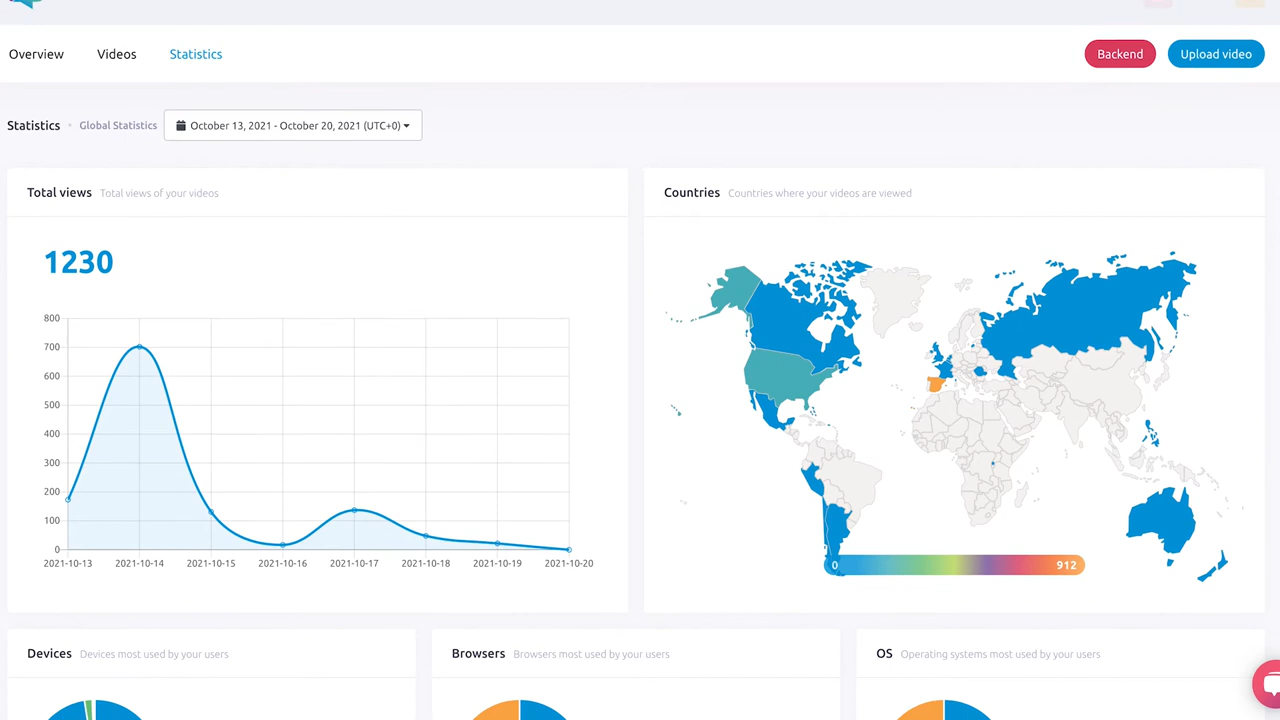 Overview Videos Statistics Backend Upload video
Statistics • Global Statistics October 13, 2021 - October 20, 2021 (UTC+0)
Total views Total views of your videos
1230
800
700
600
500
400
300
200
100
0
2021-10-13 2021-10-14 2021-10-15 2021-10-16 2021-10-17 2021-10-18 2021-10-19 2021-10-20
Countries Countries where your videos are viewed
0 912
Devices Devices most used by your users
Browsers Browsers most used by your users
OS Operating systems most used by your users